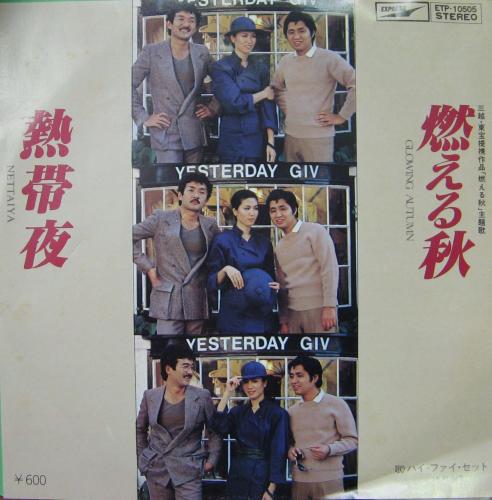 EXPRESS
ETP-10505
STEREO
三越・東宝提携作品「燃える秋」主題歌
燃える秋
GLOWING AUTUMN
熱帯夜
NETTAIYA
YESTERDAY GIV
YESTERDAY GIV
YESTERDAY GIV
歌 ハイ・ファイ・セット
¥600